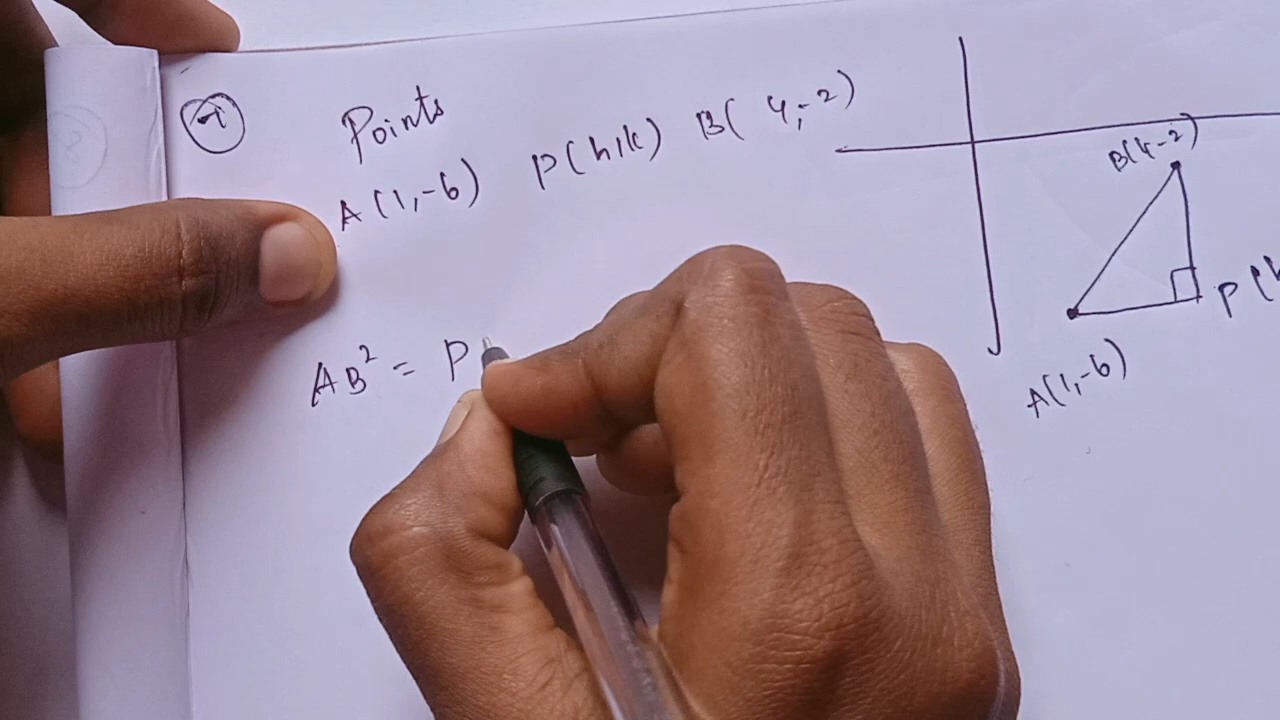 7
Points
A(1,-6) P(h,k) B(4,-2)
B(4-2)
P(h
AB² = P
A(1,-6)